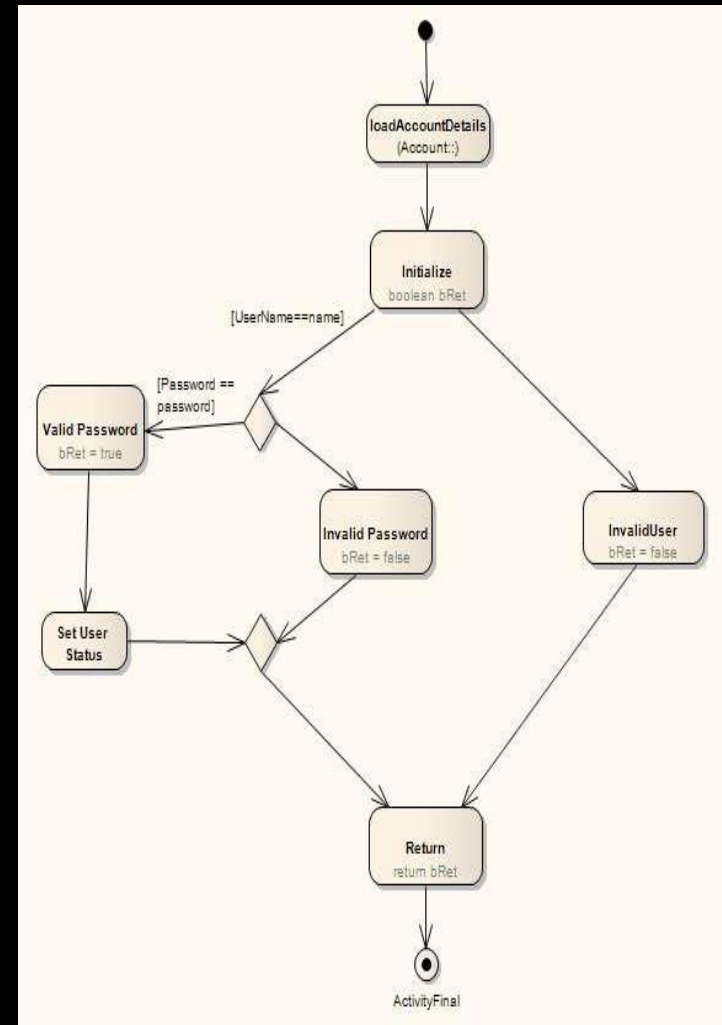 loadAccountDetails
(Account::)
Initialize
boolean bRet
[UserName==name]
[Password ==
password]
Valid Password
bRet = true
Invalid Password
bRet = false
InvalidUser
bRet = false
Set User
Status
Return
return bRet
ActivityFinal